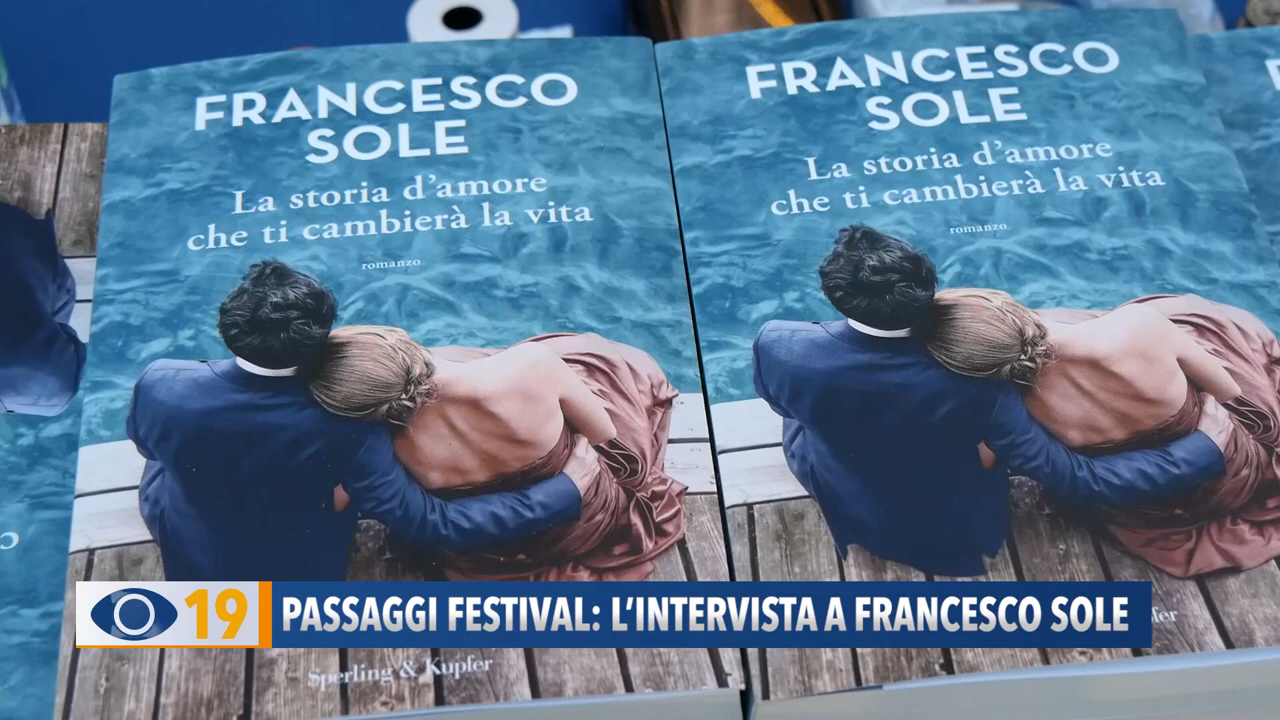 FRANCESCO
SOLE
La storia d'amore
che ti cambierà la vita
romanzo
Sperling & Kupfer
FRANCESCO
SOLE
La storia d'amore
che ti cambierà la vita
romanzo
19
PASSAGGI FESTIVAL: L'INTERVISTA A FRANCESCO SOLE